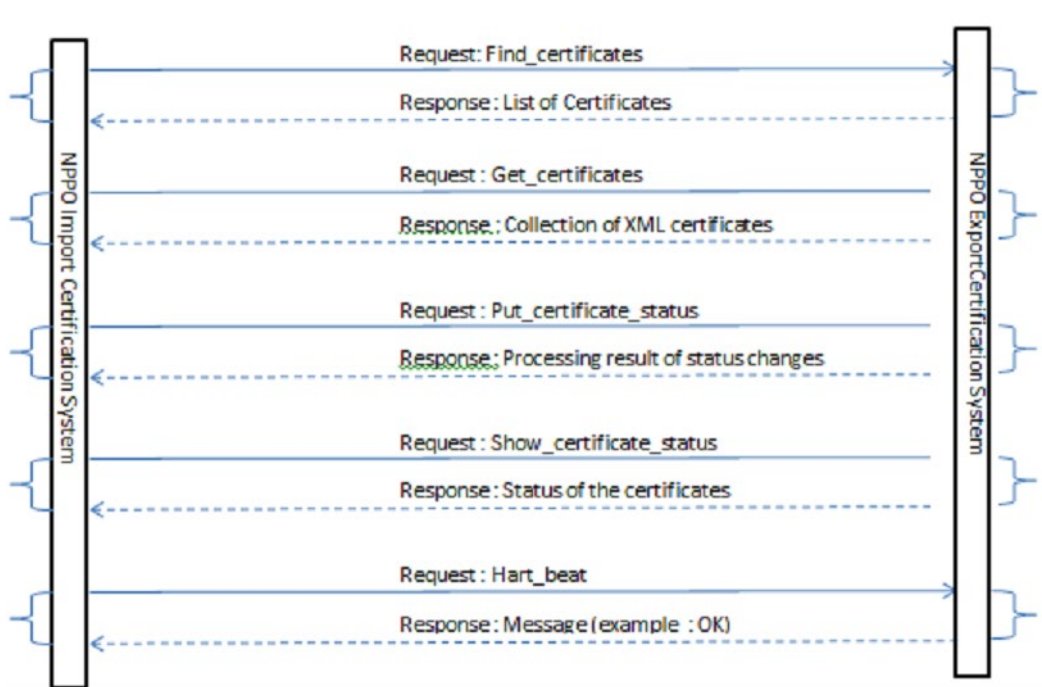 Request: Find_certificates
Response : List of Certificates
Request : Get_certificates
Response : Collection of XML certificates
Request : Put_certificate_status
Response : Processing result of status changes
Request : Show_certificate_status
Response : Status of the certificates
Request : Hart_beat
Response : Message (example : OK)
NPPO Import Certification System
NPPO ExportCertification System